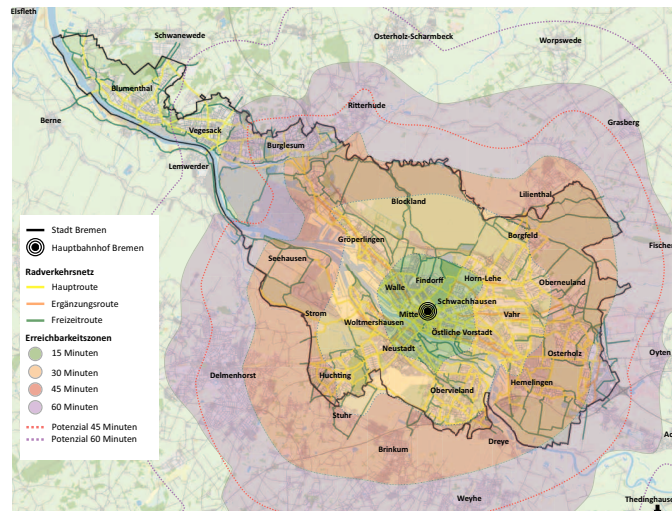 Elsfleth
Schwanewede
Osterholz-Scharmbeck
Worpswede
Blumenthal
Ritterhude
Berne
Grasberg
Vegesack
Burglesum
Lemwerder
Lilienthal
Blockland
Stadt Bremen
Hauptbahnhof Bremen
Radverkehrsnetz
Hauptroute
Ergänzungsroute
Freizeitroute
Erreichbarkeitszonen
15 Minuten
30 Minuten
45 Minuten
60 Minuten
Potenzial 45 Minuten
Potenzial 60 Minuten
Gröpelingen
Borgfeld
Fischer
Seehausen
Findorff
Horn-Lehe
Walle
Oberneuland
Schwachhausen
Strom
Mitte
Vahr
Woltmershausen
Östliche Vorstadt
Neustadt
Osterholz
Oyten
Delmenhorst
Huchting
Hemelingen
Obervieland
Stuhr
Brinkum
Dreye
Weyhe
Thedinghause